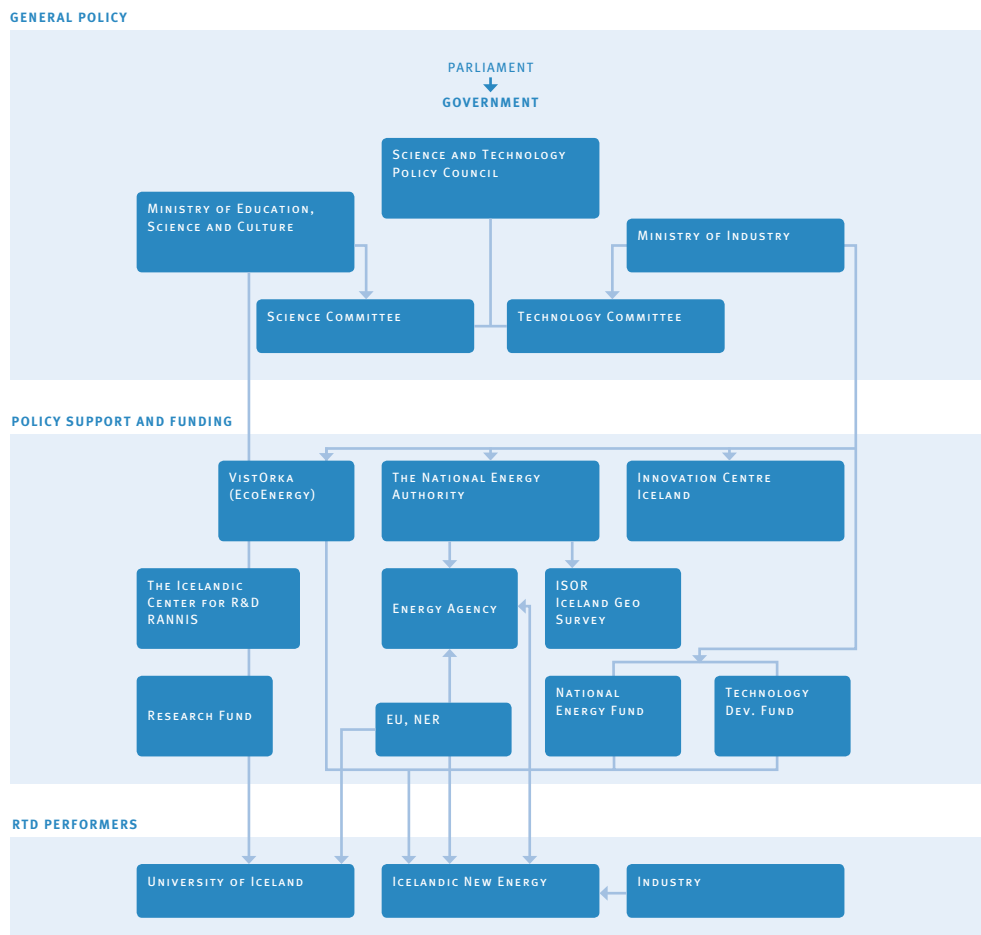 GENERAL POLICY
PARLIAMENT
GOVERNMENT
SCIENCE AND TECHNOLOGY
POLICY COUNCIL
MINISTRY OF EDUCATION,
SCIENCE AND CULTURE
MINISTRY OF INDUSTRY
SCIENCE COMMITTEE
TECHNOLOGY COMMITTEE
POLICY SUPPORT AND FUNDING
VISTORKA
(ECOENERGY)
THE NATIONAL ENERGY
AUTHORITY
INNOVATION CENTRE
ICELAND
THE ICELANDIC
CENTER FOR R&D
RANNIS
ENERGY AGENCY
ISOR
ICELAND GEO
SURVEY
RESEARCH FUND
EU, NER
NATIONAL
ENERGY FUND
TECHNOLOGY
DEV. FUND
RTD PERFORMERS
UNIVERSITY OF ICELAND
ICELANDIC NEW ENERGY
INDUSTRY